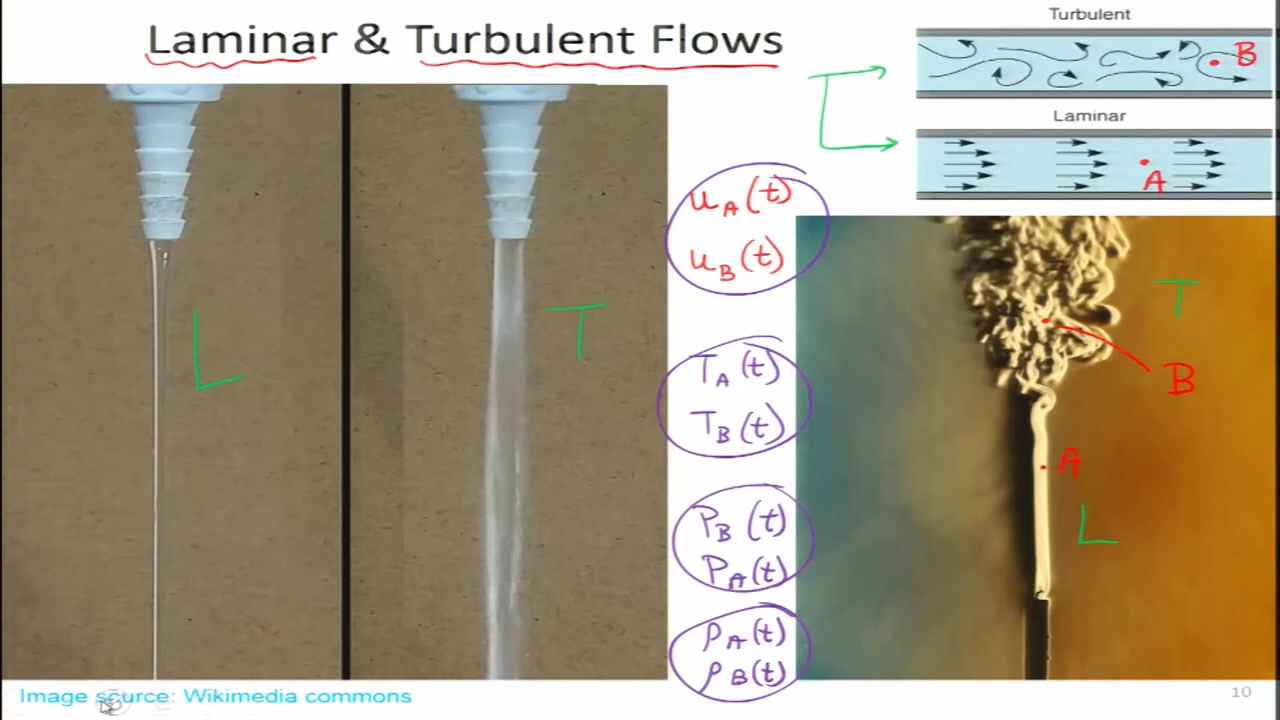 Laminar & Turbulent Flows
Turbulent
B
Laminar
A
L
T
u_A(t)
u_B(t)
T_A(t)
T_B(t)
P_B(t)
P_A(t)
ρ_A(t)
ρ_B(t)
T
B
A
L
Image source: Wikimedia commons
10